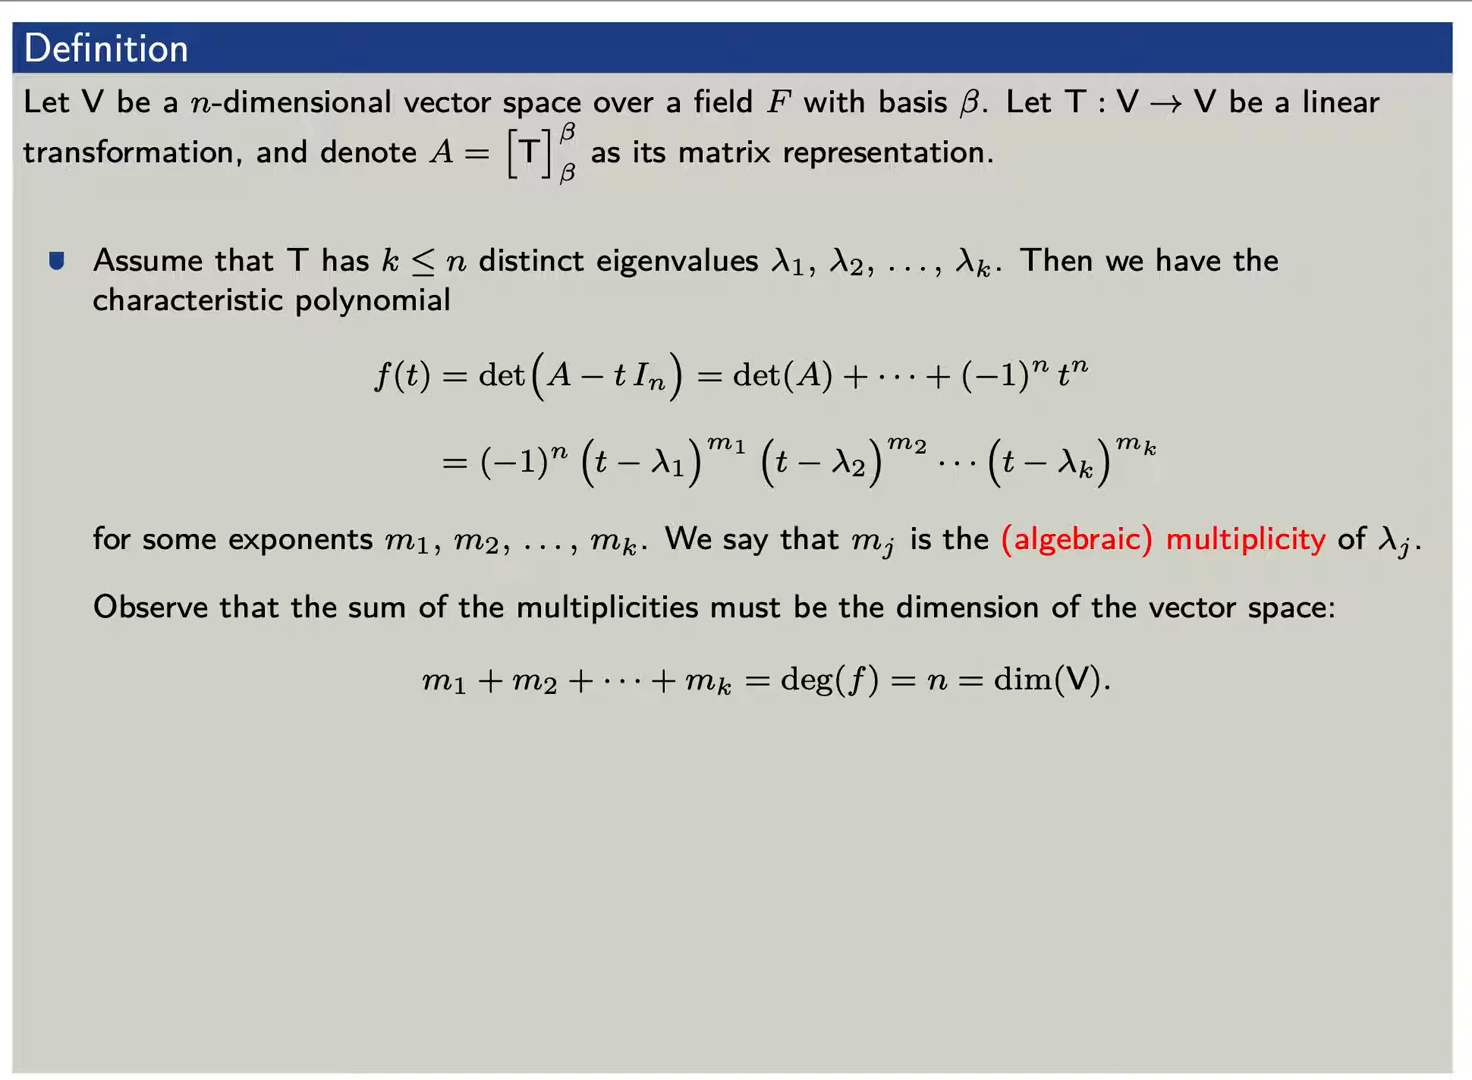 Definition
Let V be a n-dimensional vector space over a field F with basis β. Let T : V → V be a linear
transformation, and denote A = [T]^β_β as its matrix representation.
Assume that T has k ≤ n distinct eigenvalues λ₁, λ₂, ..., λₖ. Then we have the
characteristic polynomial
f(t) = det(A − t Iₙ) = det(A) + ⋯ + (−1)ⁿ tⁿ
= (−1)ⁿ (t − λ₁)^{m₁} (t − λ₂)^{m₂} ⋯ (t − λₖ)^{mₖ}
for some exponents m₁, m₂, ..., mₖ. We say that mⱼ is the (algebraic) multiplicity of λⱼ.
Observe that the sum of the multiplicities must be the dimension of the vector space:
m₁ + m₂ + ⋯ + mₖ = deg(f) = n = dim(V).